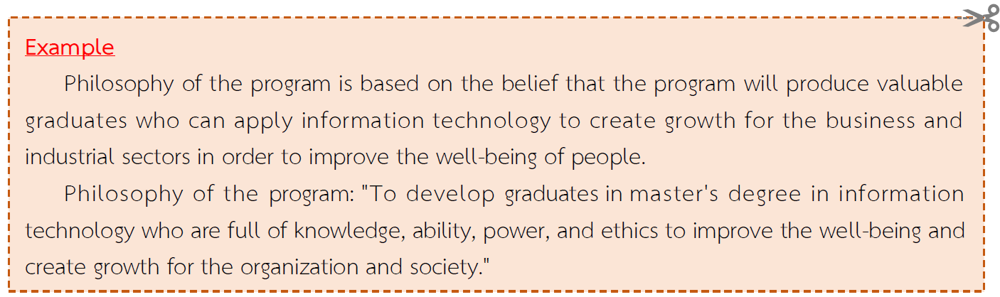 Example
Philosophy of the program is based on the belief that the program will produce valuable
graduates who can apply information technology to create growth for the business and
industrial sectors in order to improve the well-being of people.
Philosophy of the program: "To develop graduates in master's degree in information
technology who are full of knowledge, ability, power, and ethics to improve the well-being and
create growth for the organization and society."